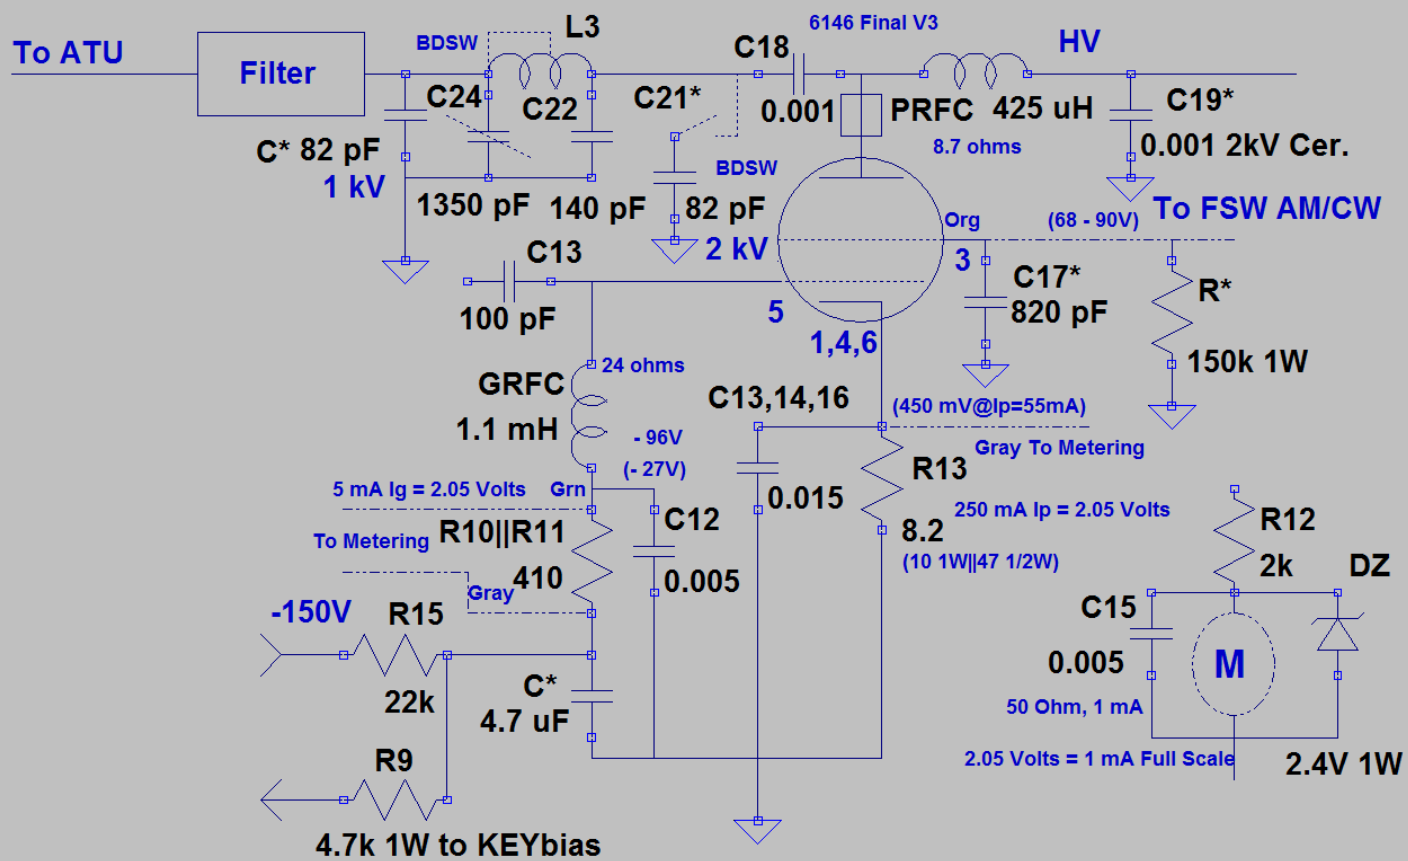 6146 Final V3
To ATU
Filter
BDSW
L3
C18
0.001
HV
C24
C22
C21*
PRFC
425 uH
8.7 ohms
C19*
0.001 2kV Cer.
C* 82 pF
1 kV
1350 pF
140 pF
BDSW
82 pF
2 kV
Org
3
(68 - 90V)
To FSW AM/CW
C13
100 pF
5
1,4,6
C17*
820 pF
R*
150k 1W
24 ohms
GRFC
1.1 mH
C13,14,16
0.015
(450 mV@Ip=55mA)
Gray To Metering
- 96V
(- 27V)
R13
8.2
(10 1W||47 1/2W)
250 mA Ip = 2.05 Volts
5 mA Ig = 2.05 Volts
Grn
To Metering
R10||R11
410
C12
0.005
Gray
-150V
R15
22k
C*
4.7 uF
R9
4.7k 1W to KEYbias
R12
2k
DZ
C15
0.005
M
50 Ohm, 1 mA
2.05 Volts = 1 mA Full Scale
2.4V 1W